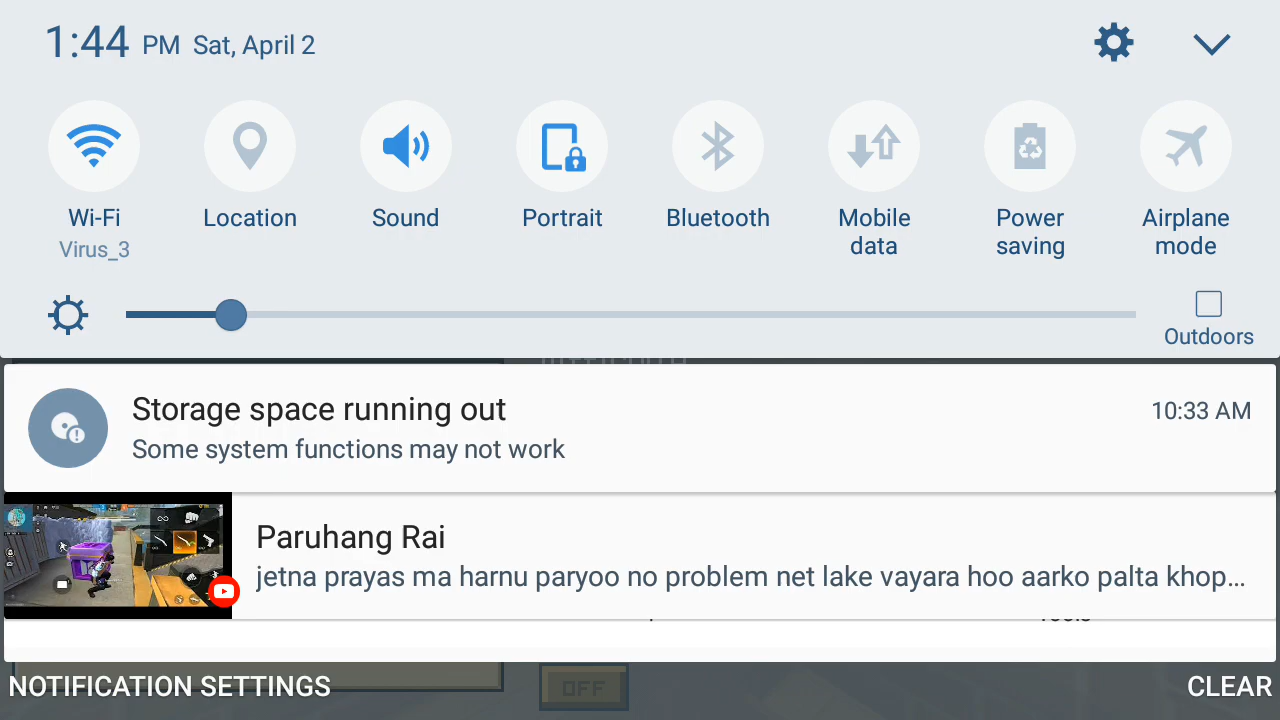 1:44 PM Sat, April 2
Wi-Fi
Virus_3
Location
Sound
Portrait
Bluetooth
Mobile
data
Power
saving
Airplane
mode
Outdoors
Storage space running out
10:33 AM
Some system functions may not work
Paruhang Rai
jetna prayas ma harnu paryoo no problem net lake vayara hoo aarko palta khop...
OFF
NOTIFICATION SETTINGS
CLEAR